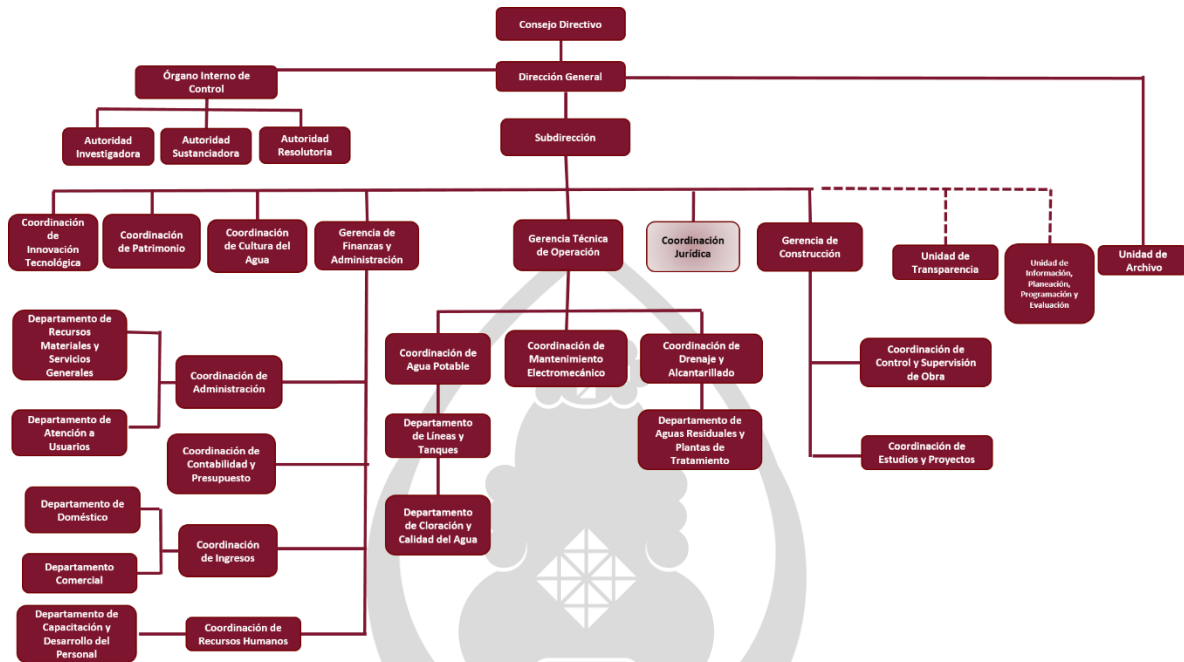 Consejo Directivo
Órgano Interno de
Control
Dirección General
Autoridad
Investigadora
Autoridad
Sustanciadora
Autoridad
Resolutoria
Subdirección
Coordinación
de
Innovación
Tecnológica
Coordinación
de Patrimonio
Coordinación
de Cultura del
Agua
Gerencia de
Finanzas y
Administración
Gerencia Técnica
de Operación
Coordinación
Jurídica
Gerencia de
Construcción
Unidad de
Transparencia
Unidad de
Información,
Planeación,
Programación y
Evaluación
Unidad de
Archivo
Departamento de
Recursos
Materiales y
Servicios
Generales
Coordinación de
Administración
Departamento de
Atención a
Usuarios
Coordinación de
Contabilidad y
Presupuesto
Departamento de
Doméstico
Coordinación
de Ingresos
Departamento
Comercial
Departamento de
Capacitación y
Desarrollo del
Personal
Coordinación de
Recursos Humanos
Coordinación de
Agua Potable
Coordinación de
Mantenimiento
Electromecánico
Coordinación de
Drenaje y
Alcantarillado
Departamento
de Líneas y
Tanques
Departamento de
Aguas Residuales y
Plantas de
Tratamiento
Departamento
de Cloración y
Calidad del Agua
Coordinación de
Control y Supervisión
de Obra
Coordinación de
Estudios y Proyectos